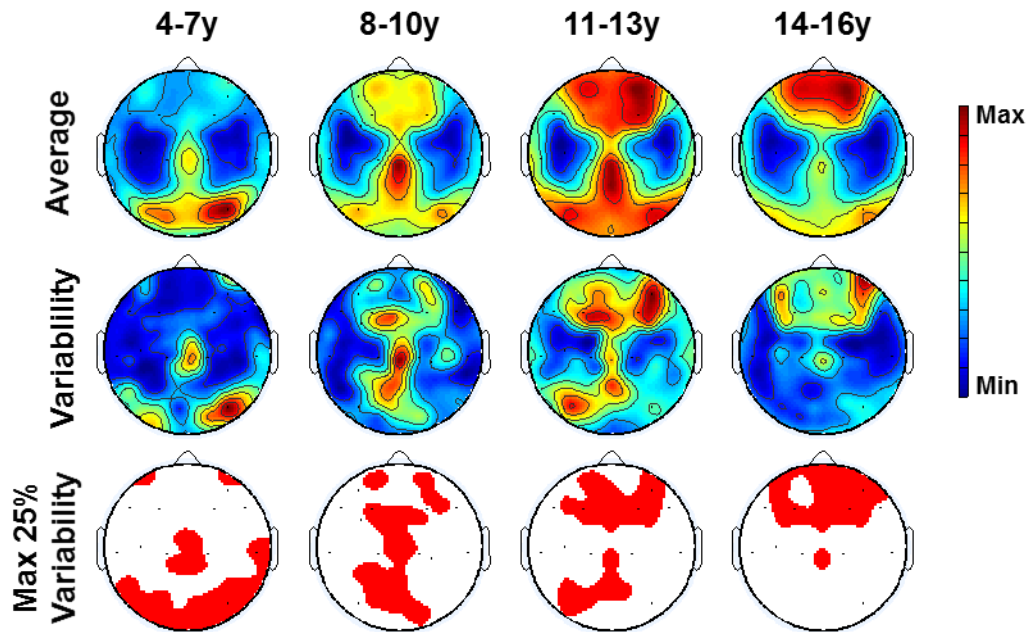 4-7y 8-10y 11-13y 14-16y
Average
Max
Min
Variability
Max 25%
Variability